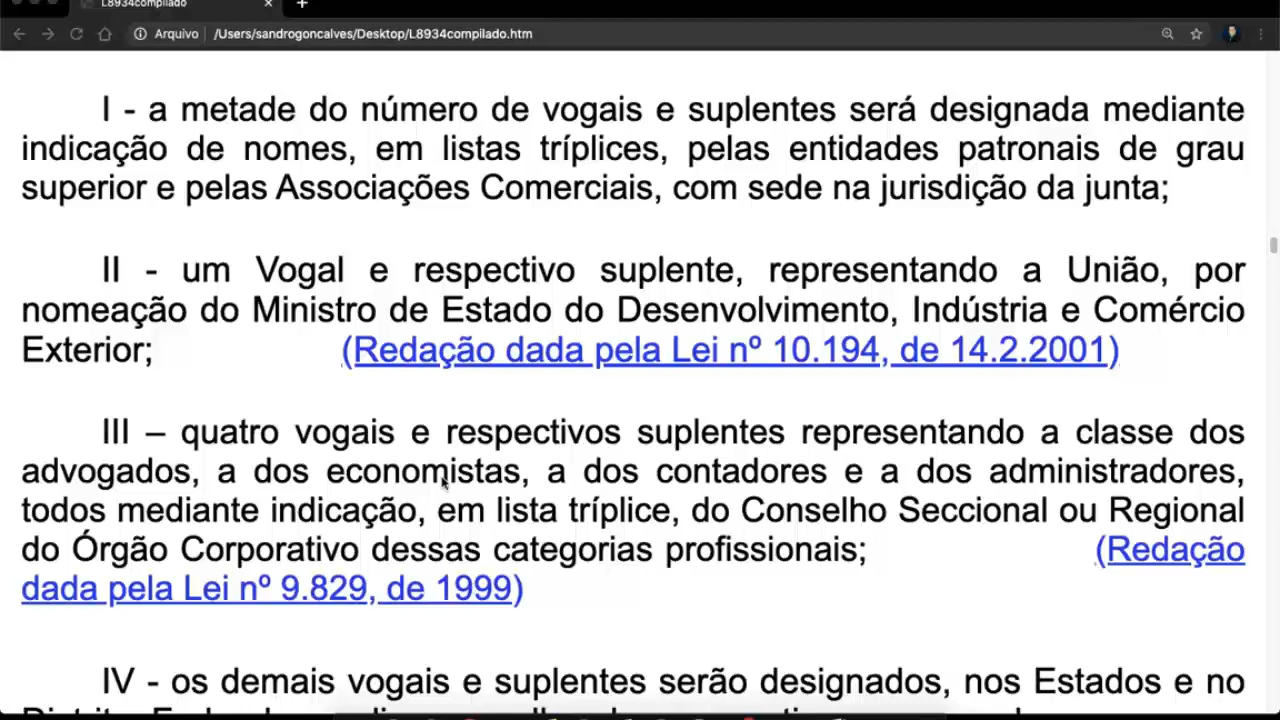 L8934compilado
Arquivo /Users/sandrogoncalves/Desktop/L8934compilado.htm
I - a metade do número de vogais e suplentes será designada mediante
indicação de nomes, em listas tríplices, pelas entidades patronais de grau
superior e pelas Associações Comerciais, com sede na jurisdição da junta;
II - um Vogal e respectivo suplente, representando a União, por
nomeação do Ministro de Estado do Desenvolvimento, Indústria e Comércio
Exterior; (Redação dada pela Lei nº 10.194, de 14.2.2001)
III – quatro vogais e respectivos suplentes representando a classe dos
advogados, a dos economistas, a dos contadores e a dos administradores,
todos mediante indicação, em lista tríplice, do Conselho Seccional ou Regional
do Órgão Corporativo dessas categorias profissionais; (Redação
dada pela Lei nº 9.829, de 1999)
IV - os demais vogais e suplentes serão designados, nos Estados e no